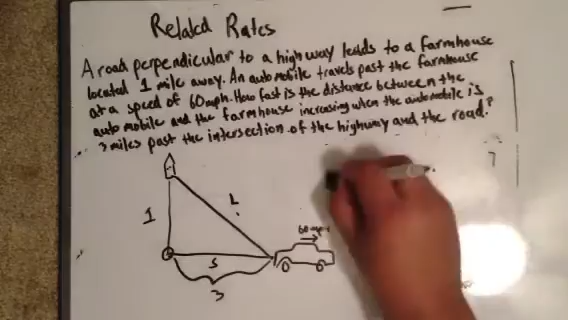 Related Rates
A road perpendicular to a highway leads to a farmhouse
located 1 mile away. An automobile travels past the farmhouse
at a speed of 60mph. How fast is the distance between the
automobile and the farmhouse increasing when the automobile is
3 miles past the intersection of the highway and the road?
L
1
60mph
s
3